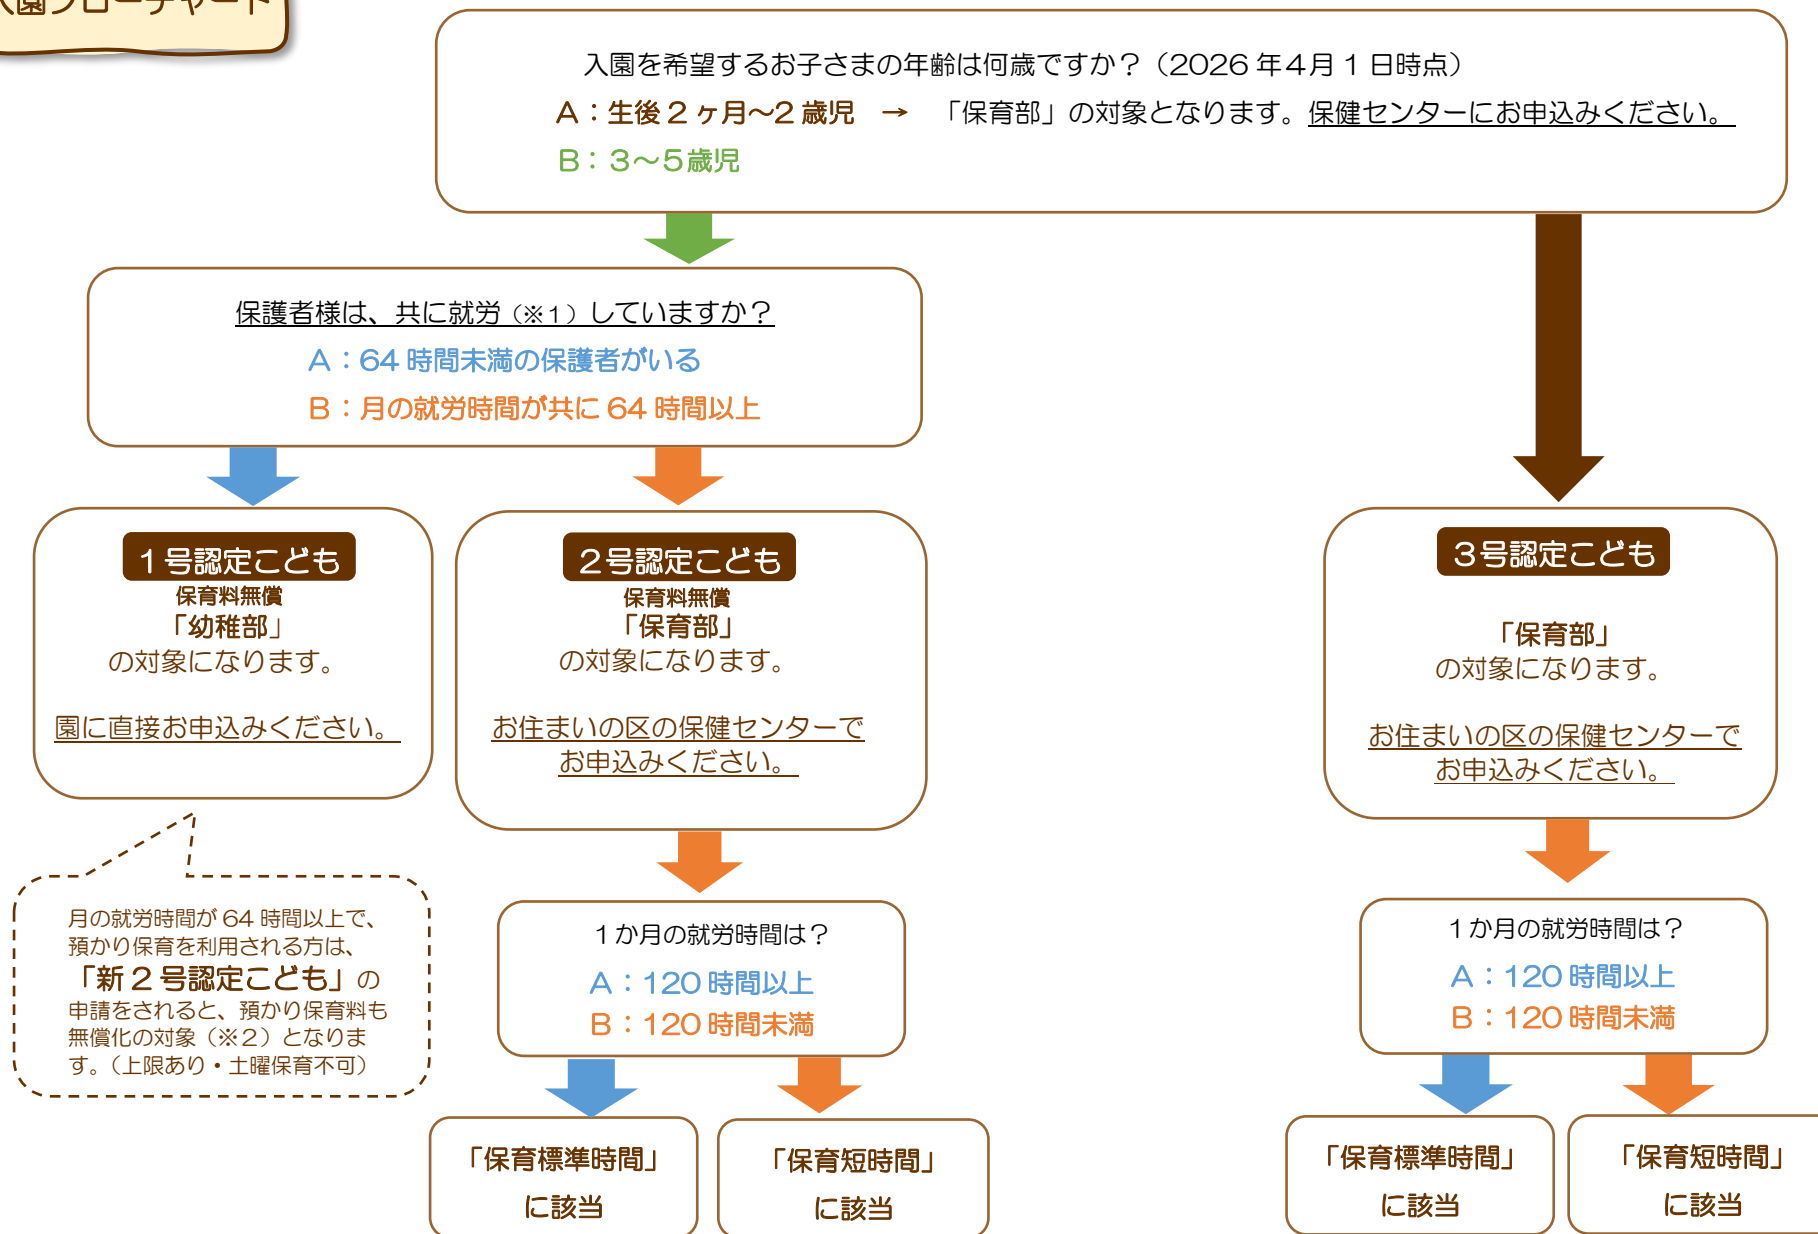 入園フローチャート
入園を希望するお子さまの年齢は何歳ですか？（2026年4月1日時点）
A：生後2ヶ月～2歳児　→　「保育部」の対象となります。保健センターにお申込みください。
B：3～5歳児
保護者様は、共に就労（※1）していますか？
A：64時間未満の保護者がいる
B：月の就労時間が共に64時間以上
1号認定こども
保育料無償
「幼稚部」
の対象になります。
園に直接お申込みください。
月の就労時間が64時間以上で、
預かり保育を利用される方は、
「新2号認定こども」の
申請をされると、預かり保育料も
無償化の対象（※2）となりま
す。（上限あり・土曜保育不可）
2号認定こども
保育料無償
「保育部」
の対象になります。
お住まいの区の保健センターで
お申込みください。
1か月の就労時間は？
A：120時間以上
B：120時間未満
「保育標準時間」
に該当
「保育短時間」
に該当
3号認定こども
「保育部」
の対象になります。
お住まいの区の保健センターで
お申込みください。
1か月の就労時間は？
A：120時間以上
B：120時間未満
「保育標準時間」
に該当
「保育短時間」
に該当